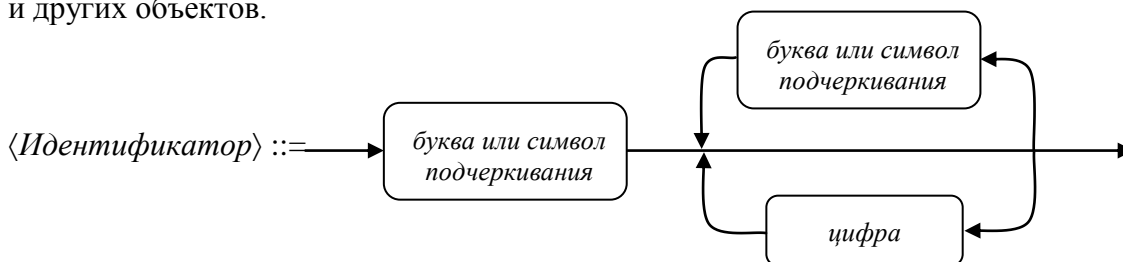 и других объектов.
буква или символ
подчеркивания
⟨Идентификатор⟩ ::=
буква или символ
подчеркивания
цифра